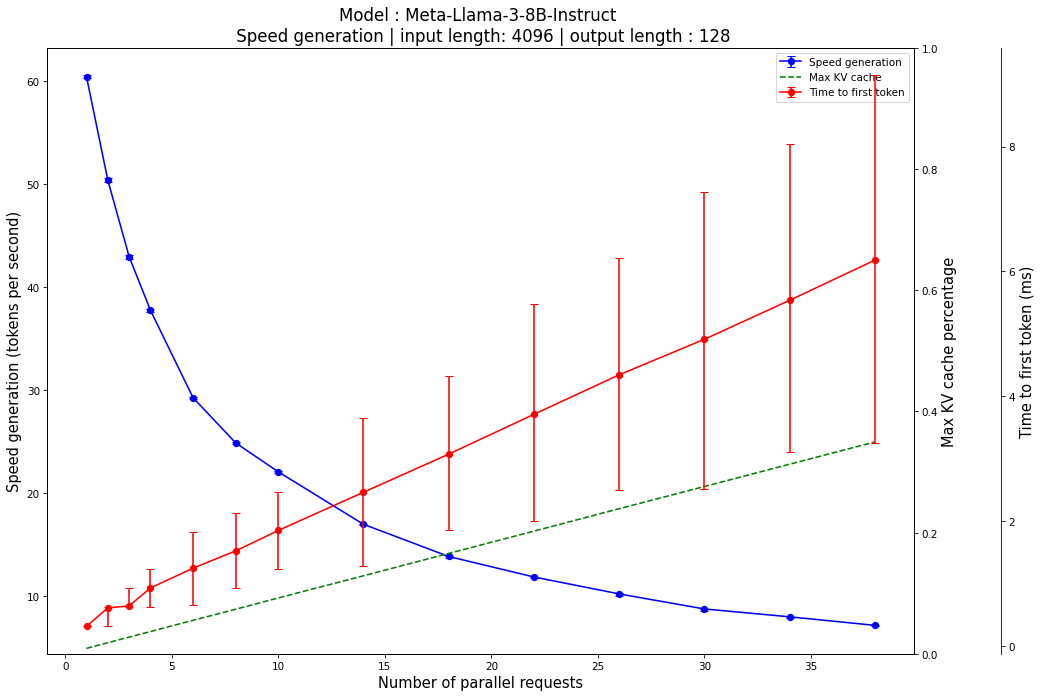 Model : Meta-Llama-3-8B-Instruct
Speed generation | input length: 4096 | output length : 128
Speed generation
Max KV cache
Time to first token
Speed generation (tokens per second)
60
50
40
30
20
10
0
5
10
15
20
25
30
35
Number of parallel requests
1.0
0.8
0.6
0.4
0.2
0.0
Max KV cache percentage
8
6
4
2
0
Time to first token (ms)